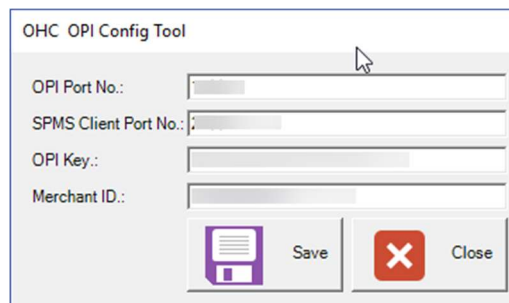 OHC OPI Config Tool
OPI Port No.:
SPMS Client Port No.:
OPI Key.:
Merchant ID.:
Save Close